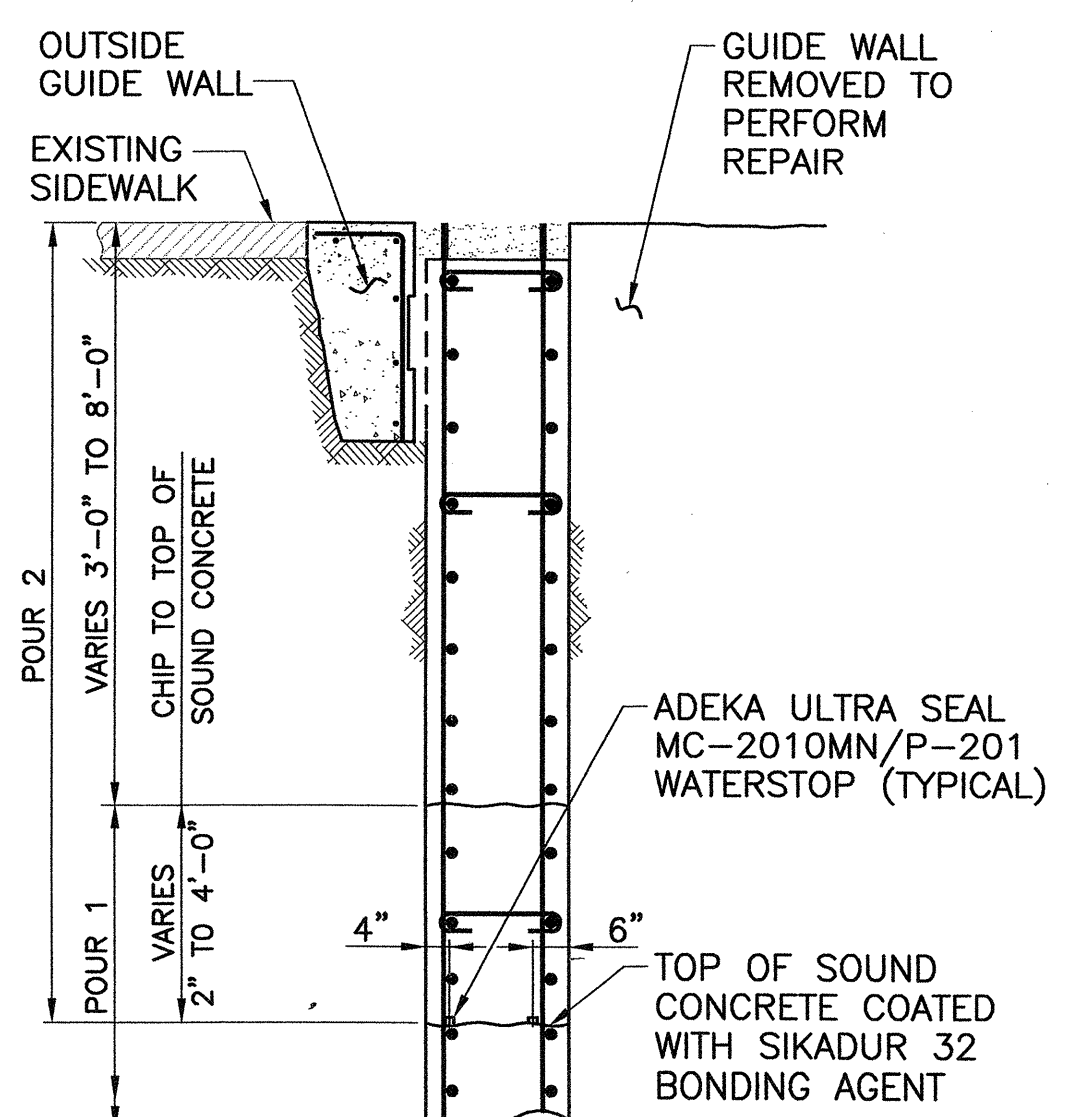 OUTSIDE
GUIDE WALL
EXISTING
SIDEWALK
GUIDE WALL
REMOVED TO
PERFORM
REPAIR
POUR 2
VARIES 3'-0" TO 8'-0"
CHIP TO TOP OF
SOUND CONCRETE
ADEKA ULTRA SEAL
MC-2010MN/P-201
WATERSTOP (TYPICAL)
POUR 1
VARIES
2" TO 4'-0"
4"
6"
TOP OF SOUND
CONCRETE COATED
WITH SIKADUR 32
BONDING AGENT